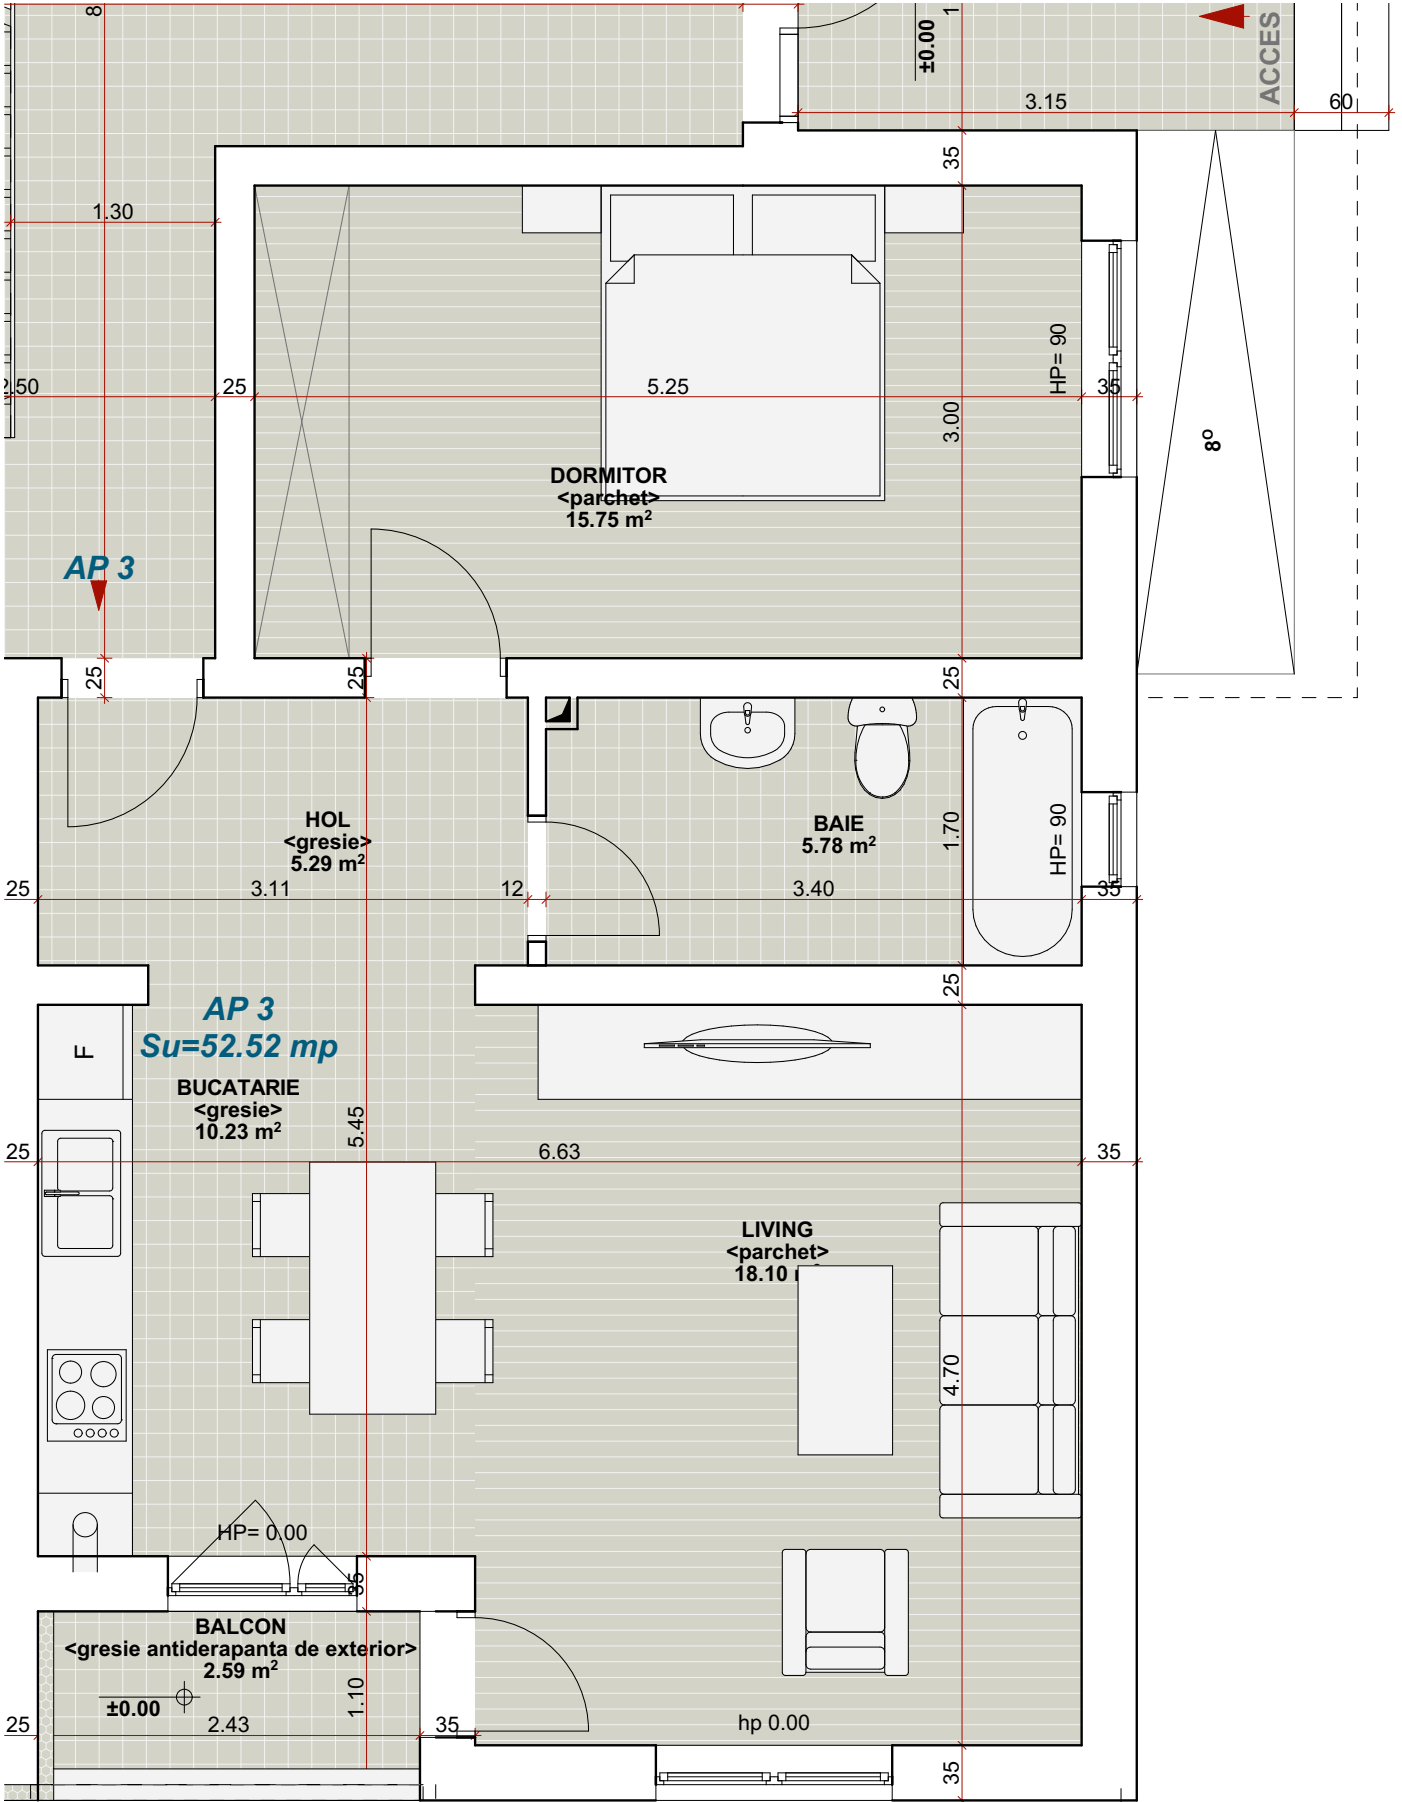 8
1
±0.00
ACCES
3.15
60
35
1.30
2.50
25
5.25
HP= 90
35
3.00
8°
DORMITOR
<parchet>
15.75 m²
AP 3
25
25
25
HOL
<gresie>
5.29 m²
BAIE
5.78 m²
1.70
HP= 90
25
3.11
12
3.40
35
25
AP 3
Su=52.52 mp
F
BUCATARIE
<gresie>
10.23 m²
5.45
25
6.63
35
LIVING
<parchet>
18.10
4.70
HP= 0.00
35
BALCON
<gresie antiderapanta de exterior>
2.59 m²
±0.00
1.10
25
2.43
35
hp 0.00
35